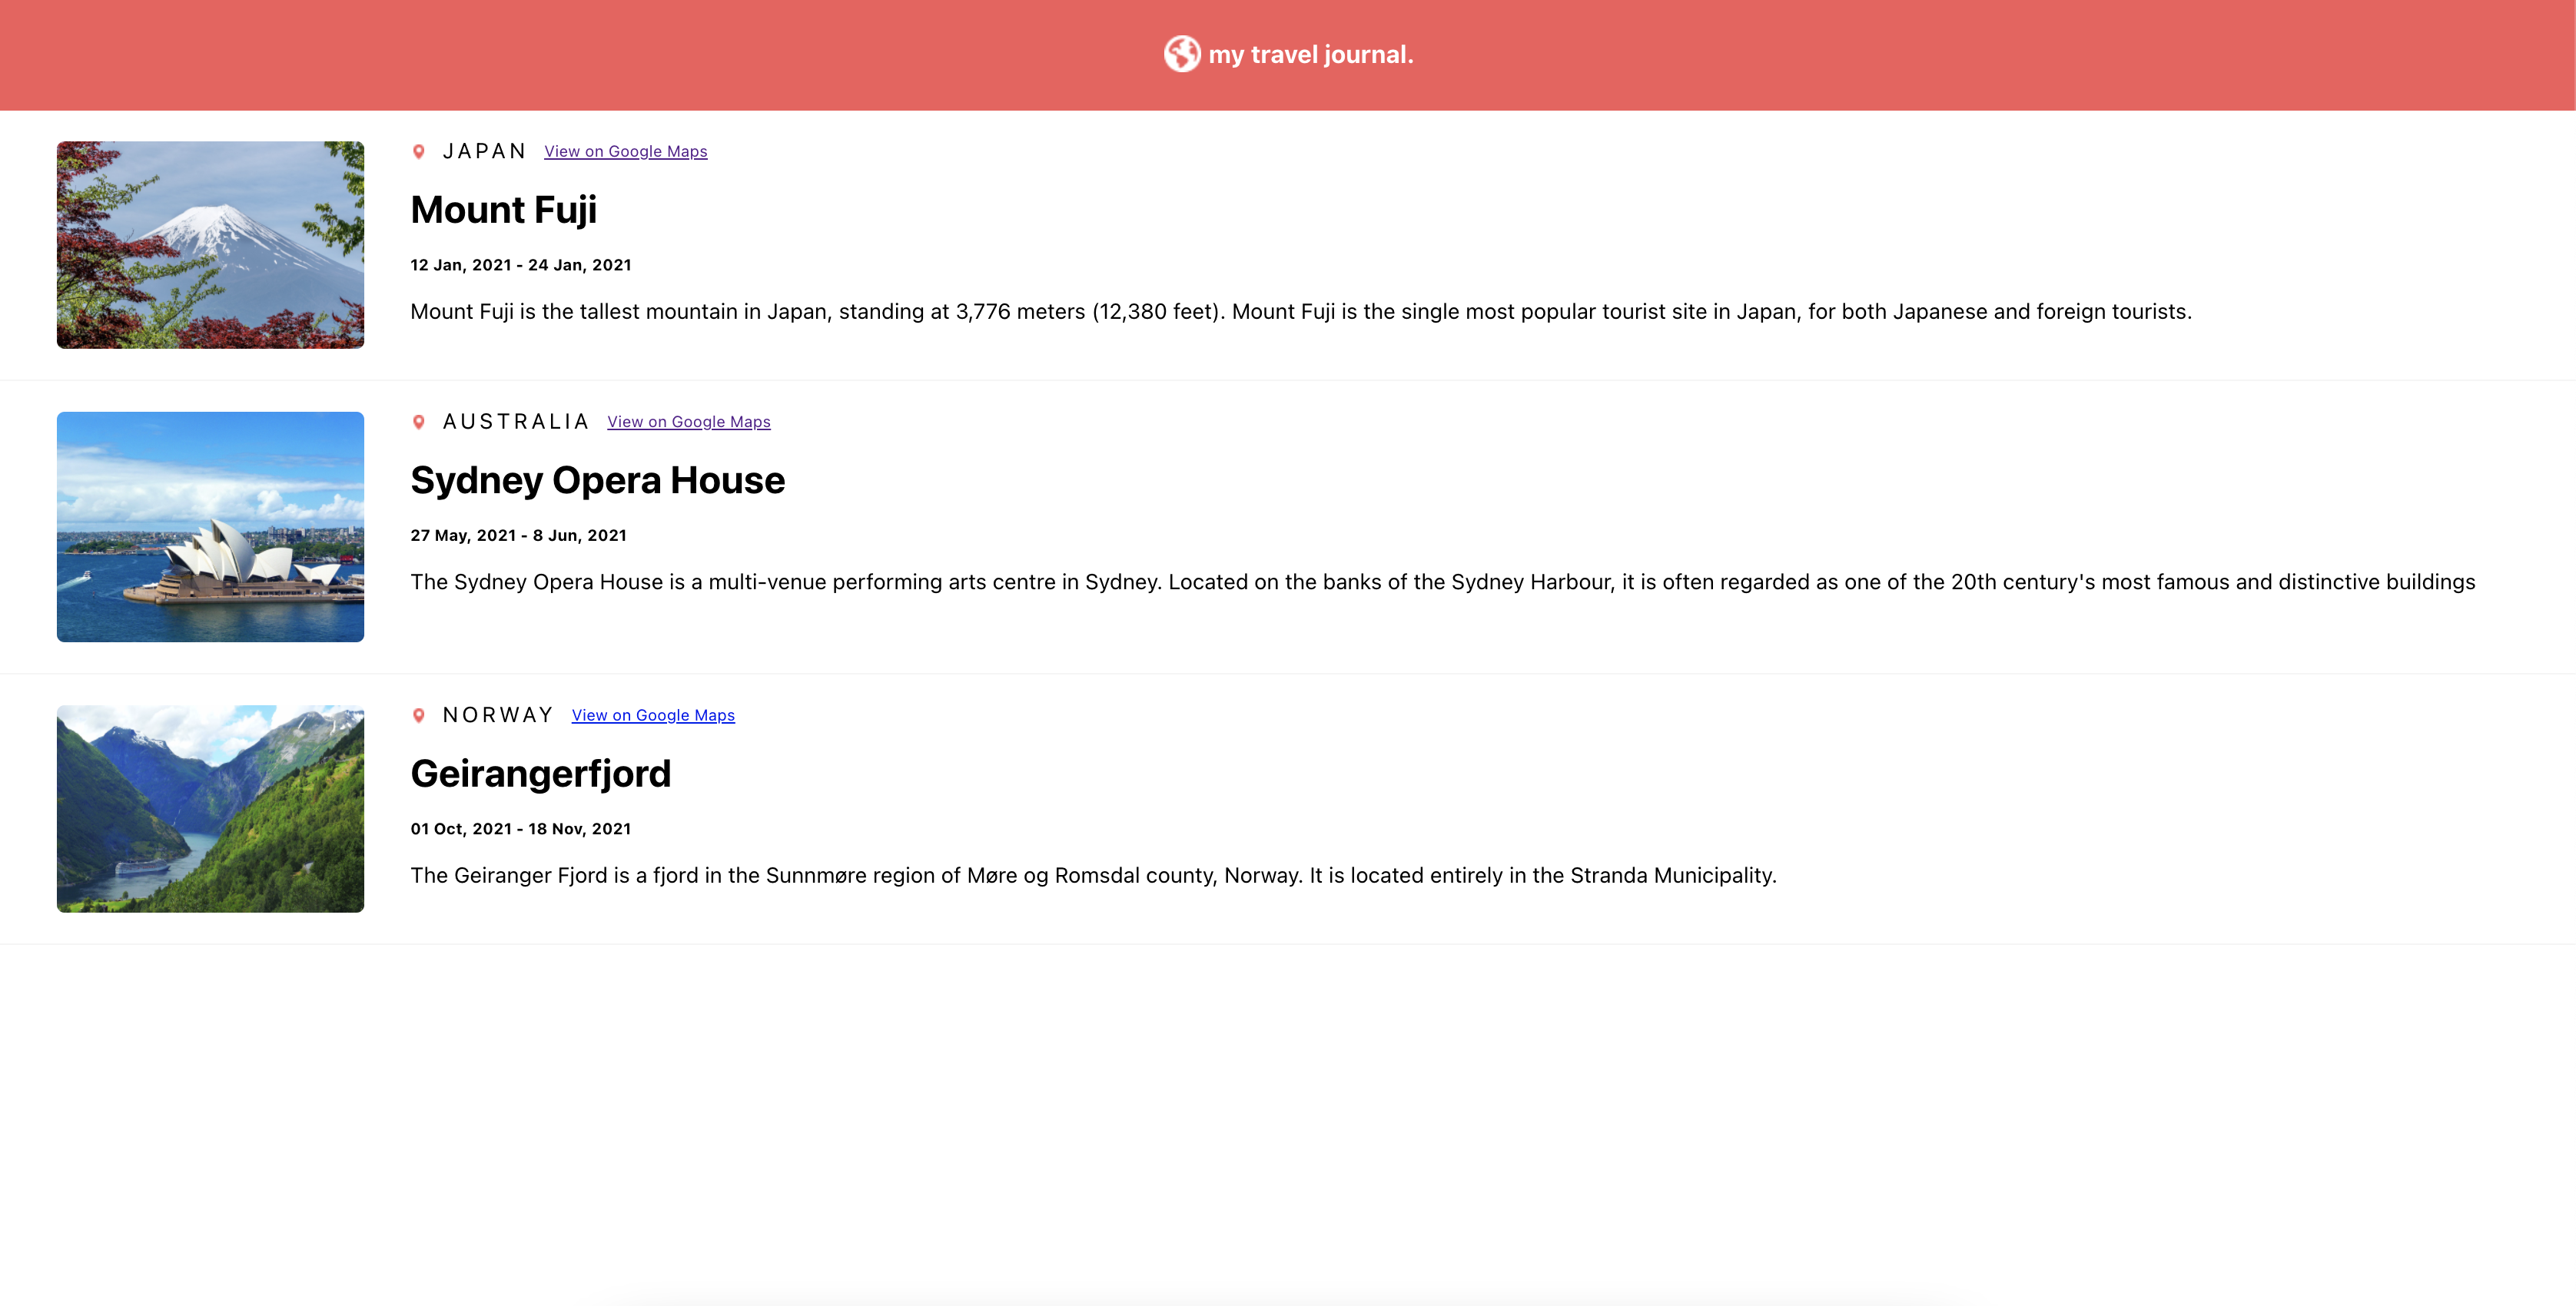 my travel journal.
JAPAN View on Google Maps
Mount Fuji
12 Jan, 2021 - 24 Jan, 2021
Mount Fuji is the tallest mountain in Japan, standing at 3,776 meters (12,380 feet). Mount Fuji is the single most popular tourist site in Japan, for both Japanese and foreign tourists.
AUSTRALIA View on Google Maps
Sydney Opera House
27 May, 2021 - 8 Jun, 2021
The Sydney Opera House is a multi-venue performing arts centre in Sydney. Located on the banks of the Sydney Harbour, it is often regarded as one of the 20th century's most famous and distinctive buildings
NORWAY View on Google Maps
Geirangerfjord
01 Oct, 2021 - 18 Nov, 2021
The Geiranger Fjord is a fjord in the Sunnmøre region of Møre og Romsdal county, Norway. It is located entirely in the Stranda Municipality.